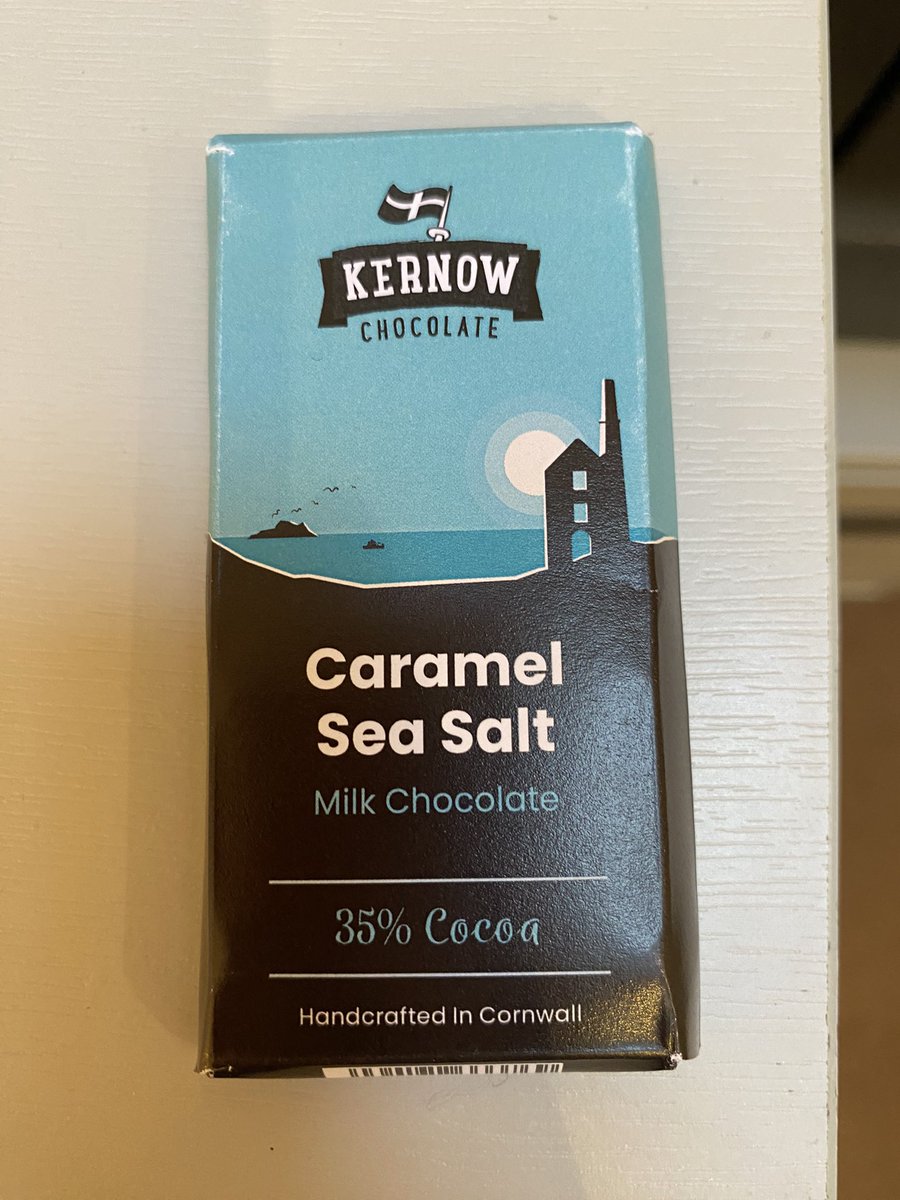 KERNOW
CHOCOLATE
Caramel
Sea Salt
Milk Chocolate
35% Cocoa
Handcrafted In Cornwall